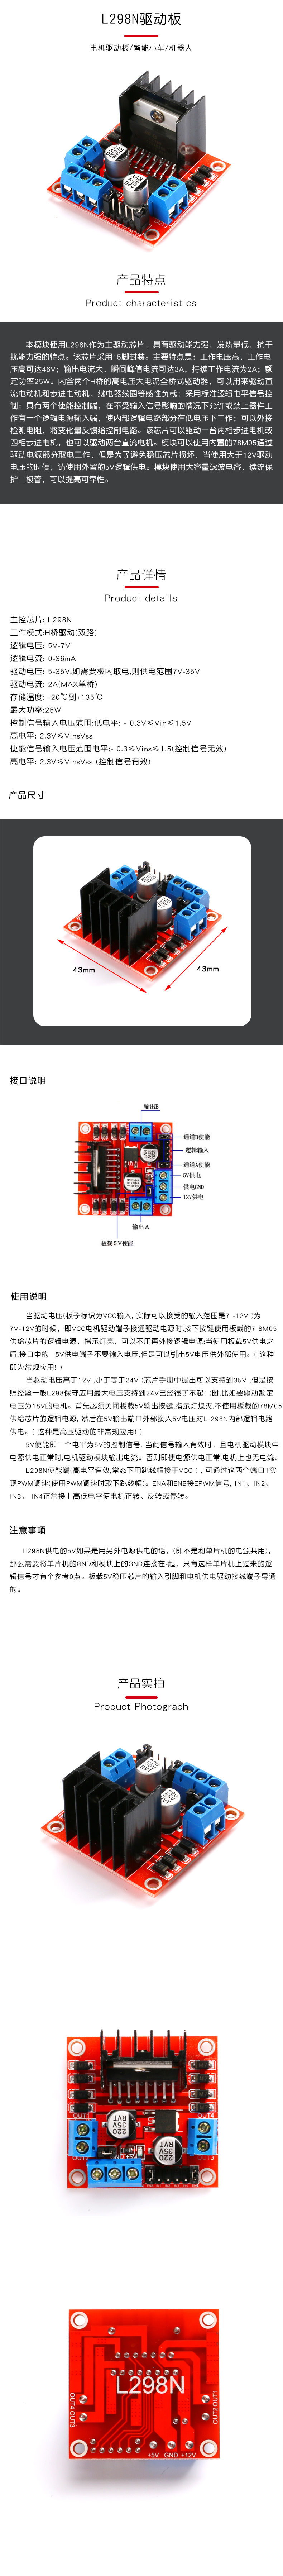 L298N驱动板
电机驱动板/智能小车/机器人
产品特点
Product characteristics
本模块使用L298N作为主驱动芯片，具有驱动能力强，发热量低，抗干
扰能力强的特点。该芯片采用15脚封装。主要特点是：工作电压高，工作电
压高可达46V；输出电流大，瞬间峰值电流可达3A，持续工作电流为2A；额
定功率25W。内含两个H桥的高电压大电流全桥式驱动器，可以用来驱动直
流电动机和步进电动机、继电器线圈等感性负载；采用标准逻辑电平信号控
制；具有两个使能控制端，在不受输入信号影响的情况下允许或禁止器件工
作有一个逻辑电源输入端，使内部逻辑电路部分在低电压下工作；可以外接
检测电阻，将变化量反馈给控制电路。该芯片可以驱动一台两相步进电机或
四相步进电机，也可以驱动两台直流电机。模块可以使用内置的78M05通过
驱动电源部分取电工作，但是为了避免稳压芯片损坏，当使用大于12V驱动
电压的时候，请使用外置的5V逻辑供电。模块使用大容量滤波电容，续流保
护二极管，可以提高可靠性。
产品详情
Product details
主控芯片: L298N
工作模式:H桥驱动(双路)
逻辑电压: 5V-7V
逻辑电流: 0-36mA
驱动电压: 5-35V,如需要板内取电,則供电范围7V-35V
驱动电流: 2A(MAX单桥)
存储温度: -20℃到+135℃
最大功率:25W
控制信号输入电压范围:低电平: - 0.3V≤Vin≤1.5V
高电平: 2.3V≤VinsVss
使能信号输入电压范围电平:- 0.3≤Vins≤1.5(控制信号无效)
高电平: 2.3V≤VinsVss (控制信号有效)
产品尺寸
43mm
43mm
接口说明
输出B
通道B使能
逻辑输入
通道A使能
5V供电
供电GND
12V供电
输出A
板载5V使能
使用说明
当驱动电压(板子标识为VCC输入, 实际可以接受的输入范围是7 -12V )为
7V-12V的时候，即VCC电机驱动端子接通驱动电源时,按下按键使用板载的7 8M05
供给芯片的逻辑电源，指示灯亮，可以不用再外接逻辑电源;当使用板载5V供电之
后,接口中的 5V供电端子不要输入电压,但是可以引出5V电压供外部使用。( 这种
即为常规应用! )
当驱动电压高于12V ,小于等于24V (芯片手册中提出可以支持到35V ,但是按
照经一般L298保守应用最大电压支持到24V已经很了不起! )时,比如要驱动额定
电压为18V的电机。首先必须关闭板载5V输出按键,指示灯熄灭,不使用板载的78M05
供给芯片的逻辑电源, 然后在5V输出端口外部接入5V电压对L 298N内部逻辑电路
供电。( 这种是高压驱动的非常规应用! )
5V使能即一个电平为5V的控制信号, 当此信号输入有效时，且电机驱动模块中
电源供电正常时,电机驱动模块输出电流。否则即使电源供电正常,电机上也无电流。
L298N使能端(高电平有效,常态下用跳线帽接于VCC ) , 可通过这两个端口1实
现PWM调速(使用PWM调速时取下跳线帽)。ENA和ENB接EPWM信号, IN1、IN2、
IN3、 IN4正常接上高低电平使电机正转、反转或停转。
注意事项
L298N供电的5V如果是用另外电源供电的话，(即不是和单片机的电源共用)，
那么需要将单片机的GND和模块上的GND连接在-起，只有这样单片机上过来的逻
辑信号才有个参考0点。板载5V稳压芯片的输入引脚和电机供电驱动接线端子导通
的。
产品实拍
Product Photograph
220
25V
RVT
220
25V
RVT
L298N
OUT4 OUT3
OUT2 OUT1
+5V GND +12V